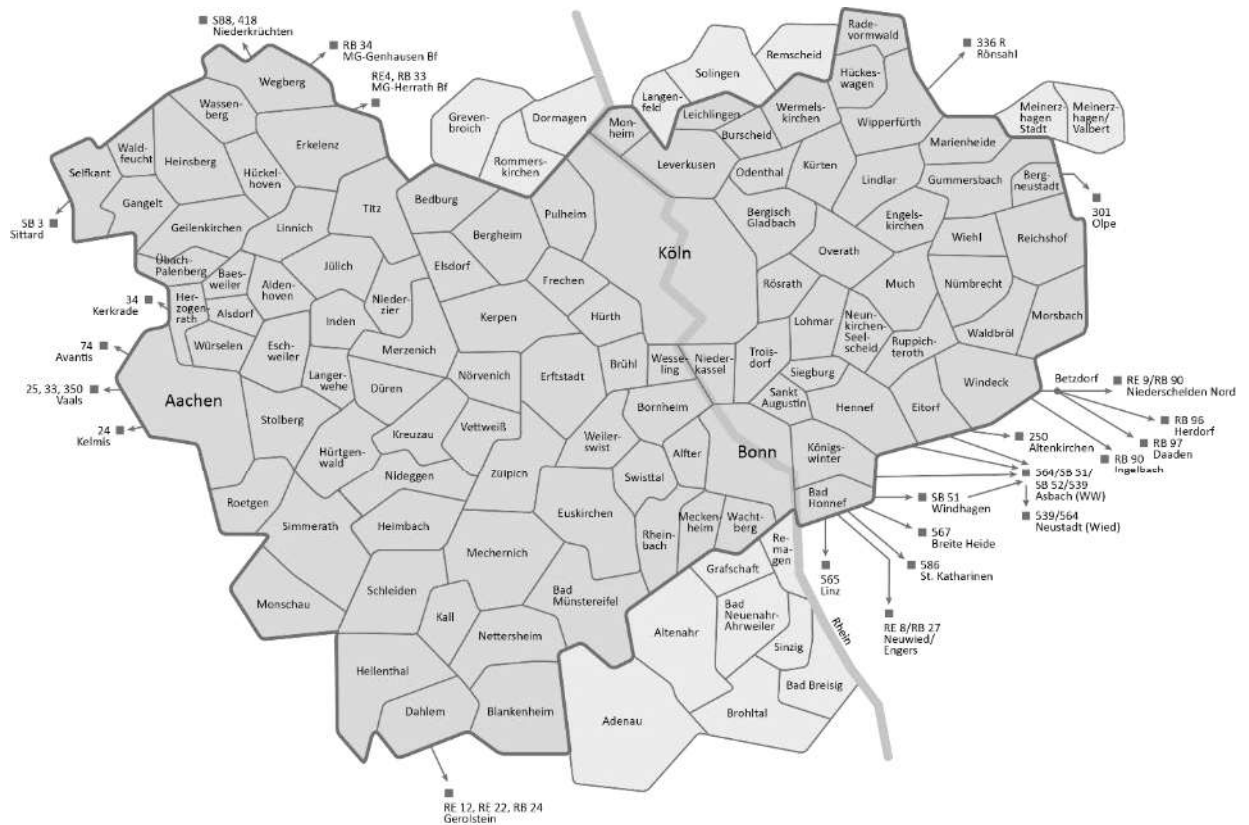 SB8, 418
Niederkrüchten
RB 34
MG-Genhausen Bf
RE4, RB 33
MG-Herrath Bf
336 R
Rönsahl
Rade-
vormwald
Remscheid
Solingen
Hückes-
wagen
Wegberg
Wassen-
berg
Langen-
feld
Meinerz-
hagen
Stadt
Meinerz-
hagen/
Valbert
Greven-
broich
Dormagen
Mon-
heim
Leichlingen
Wermels-
kirchen
Wipperfürth
Burscheid
Erkelenz
Wald-
feucht
Heinsberg
Rommers-
kirchen
Leverkusen
Odenthal
Kürten
Marienheide
Selfkant
Hückel-
hoven
Lindlar
Gummersbach
Berg-
neustadt
Gangelt
Titz
Bedburg
Pulheim
301
Olpe
SB 3
Sittard
Geilenkirchen
Linnich
Bergheim
Bergisch
Gladbach
Engels-
kirchen
Wiehl
Reichshof
Köln
Overath
Übach-
Palenberg
Baes-
weiler
Jülich
Elsdorf
Frechen
Alden-
hoven
Nieder-
zier
Rösrath
Much
Nümbrecht
34
Kerkrade
Her-
zogen-
rath
Alsdorf
Inden
Kerpen
Hürth
Lohmar
Neun-
kirchen-
Seel-
scheid
Morsbach
Waldbröl
Würselen
Esch-
weiler
Merzenich
Ruppich-
teroth
74
Avantis
Langer-
wehe
Düren
Nörvenich
Erftstadt
Brühl
Wesse-
ling
Nieder-
kassel
Trois-
dorf
Siegburg
Windeck
Betzdorf
RE 9/RB 90
Niederschelden Nord
25, 33, 350
Vaals
Aachen
Sankt
Augustin
Hennef
Eitorf
Stolberg
Bornheim
RB 96
Herdorf
24
Kelmis
Kreuzau
Vettweiß
Weiler-
swist
Alfter
Bonn
Königs-
winter
250
Altenkirchen
RB 97
Daaden
RB 90
Ingelbach
Hürtgen-
wald
Nideggen
Zülpich
Swisttal
564/SB 51/
SB 52/539
Asbach (WW)
Roetgen
Bad
Honnef
SB 51
Windhagen
539/564
Neustadt (Wied)
Simmerath
Heimbach
Euskirchen
Rhein-
bach
Mecken-
heim
Wacht-
berg
567
Breite Heide
Re-
magen
Mechernich
Grafschaft
565
Linz
586
St. Katharinen
Monschau
Schleiden
Bad
Münstereifel
Kall
Altenahr
Bad
Neuenahr-
Ahrweiler
Rhein
RE 8/RB 27
Neuwied/
Engers
Nettersheim
Sinzig
Hellenthal
Bad Breisig
Dahlem
Blankenheim
Adenau
Brohltal
RE 12, RE 22, RB 24
Gerolstein